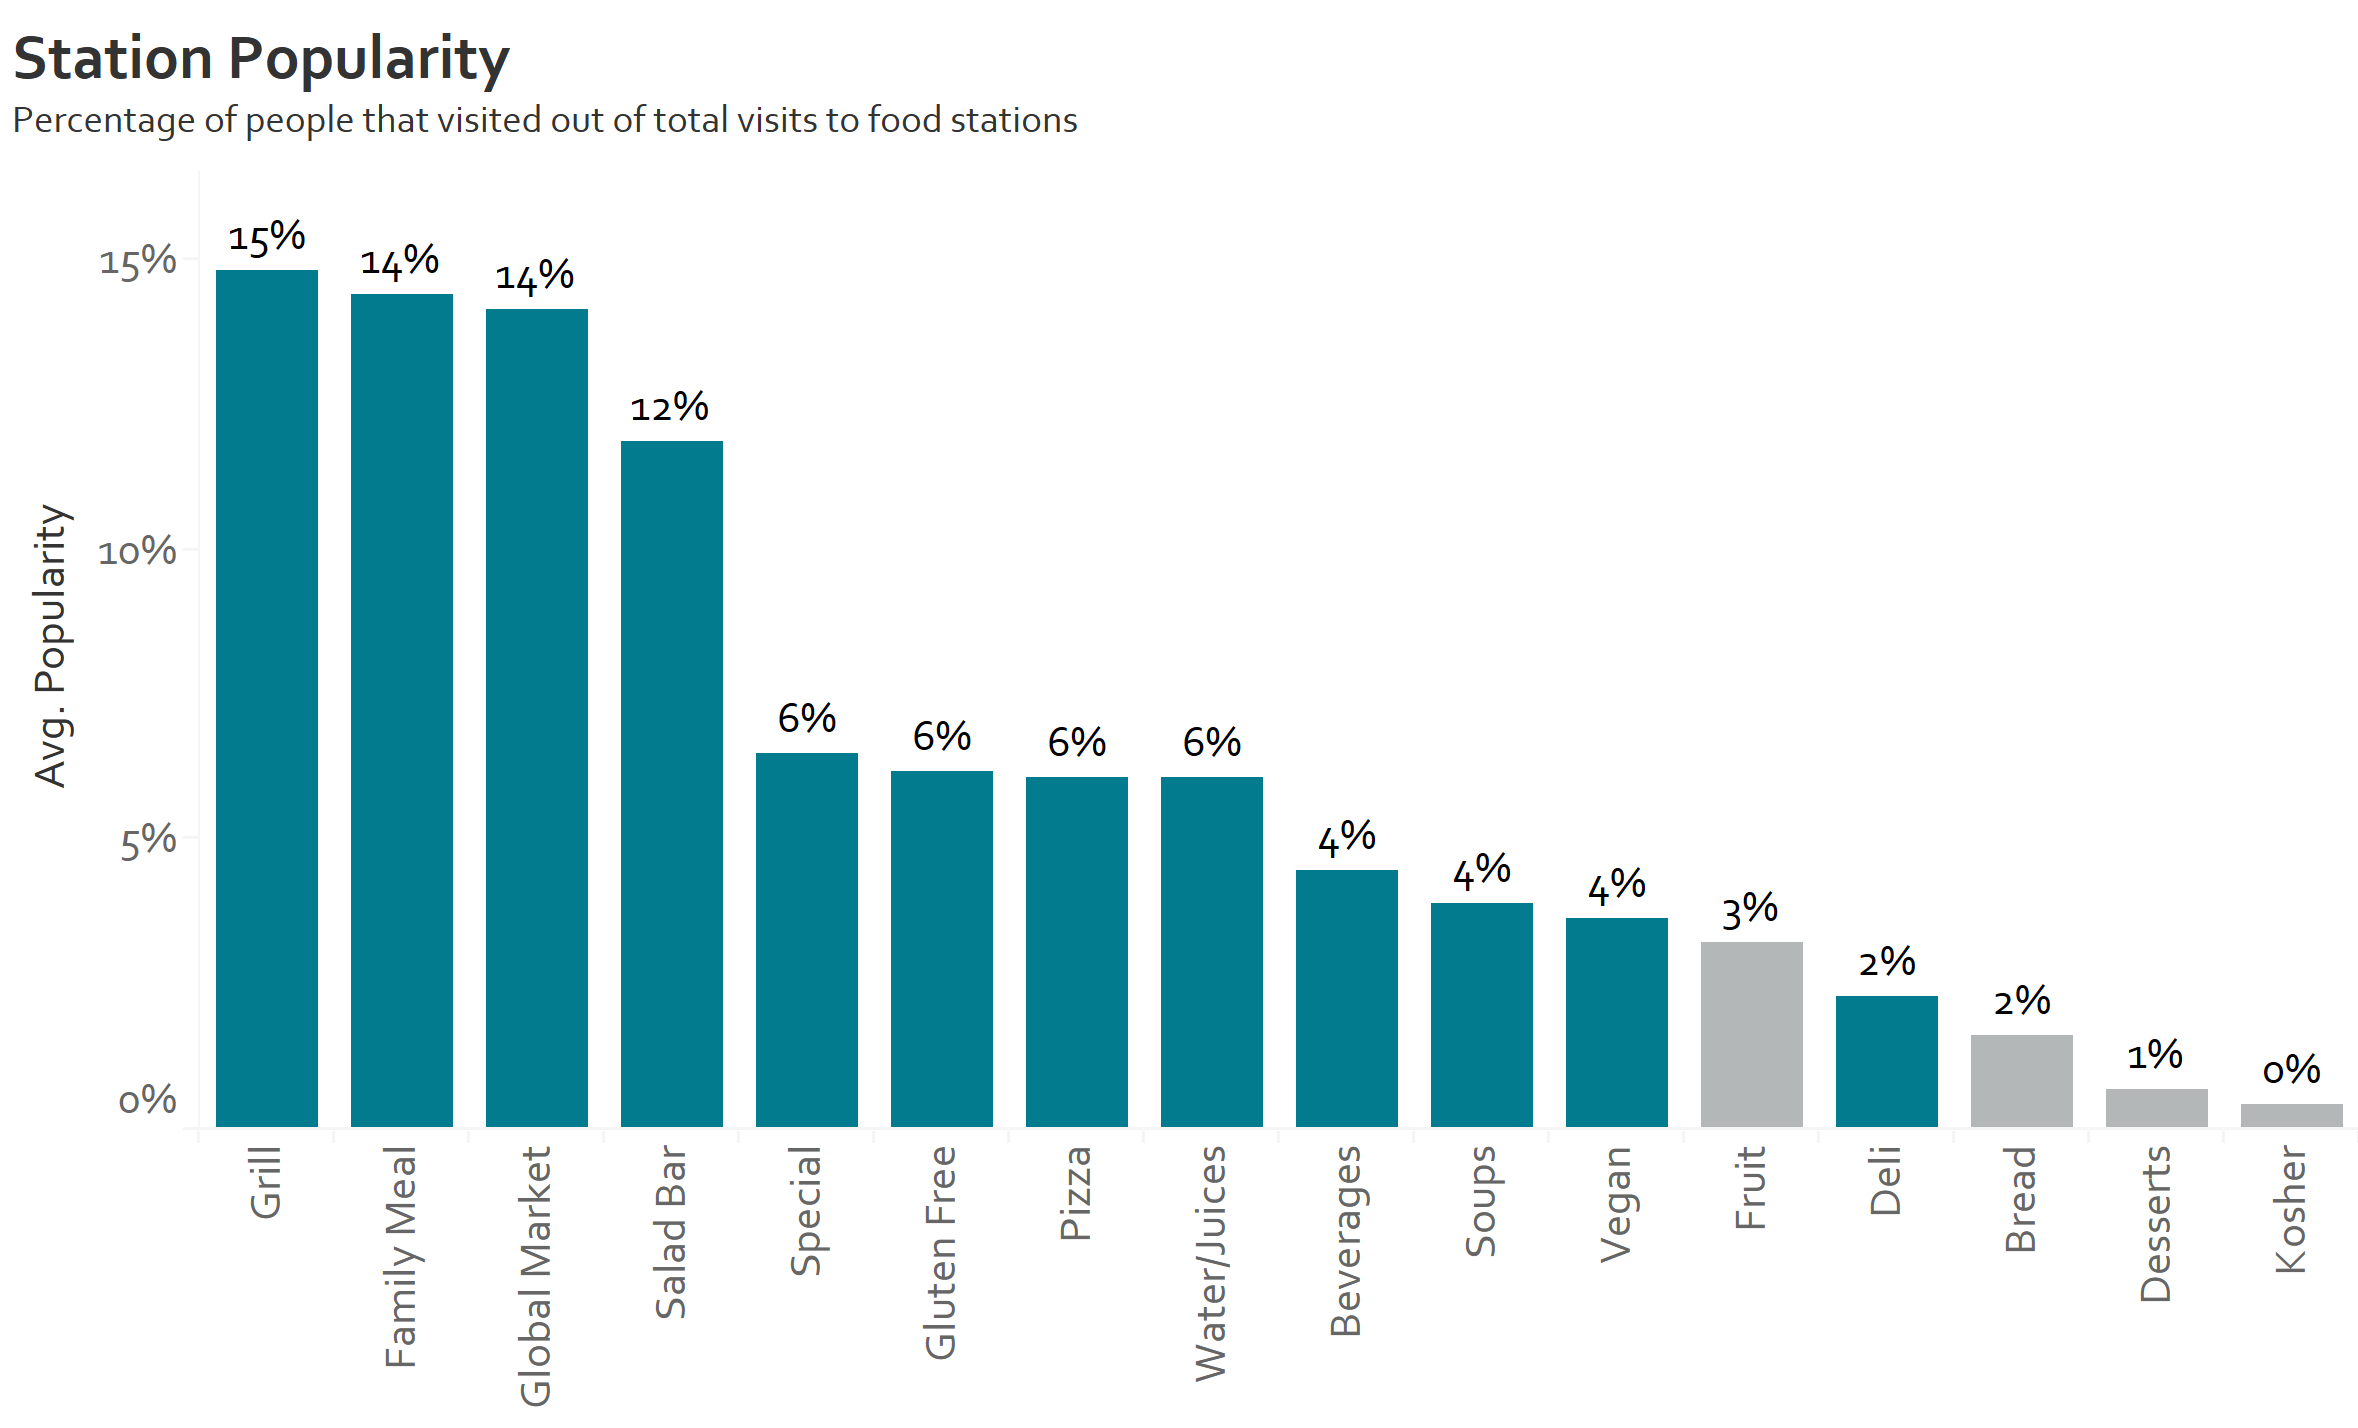 Station Popularity
Percentage of people that visited out of total visits to food stations
Avg. Popularity
15%
10%
5%
0%
15%
14%
14%
12%
6%
6%
6%
6%
4%
4%
4%
3%
2%
2%
1%
0%
Grill
Family Meal
Global Market
Salad Bar
Special
Gluten Free
Pizza
Water/Juices
Beverages
Soups
Vegan
Fruit
Deli
Bread
Desserts
Kosher